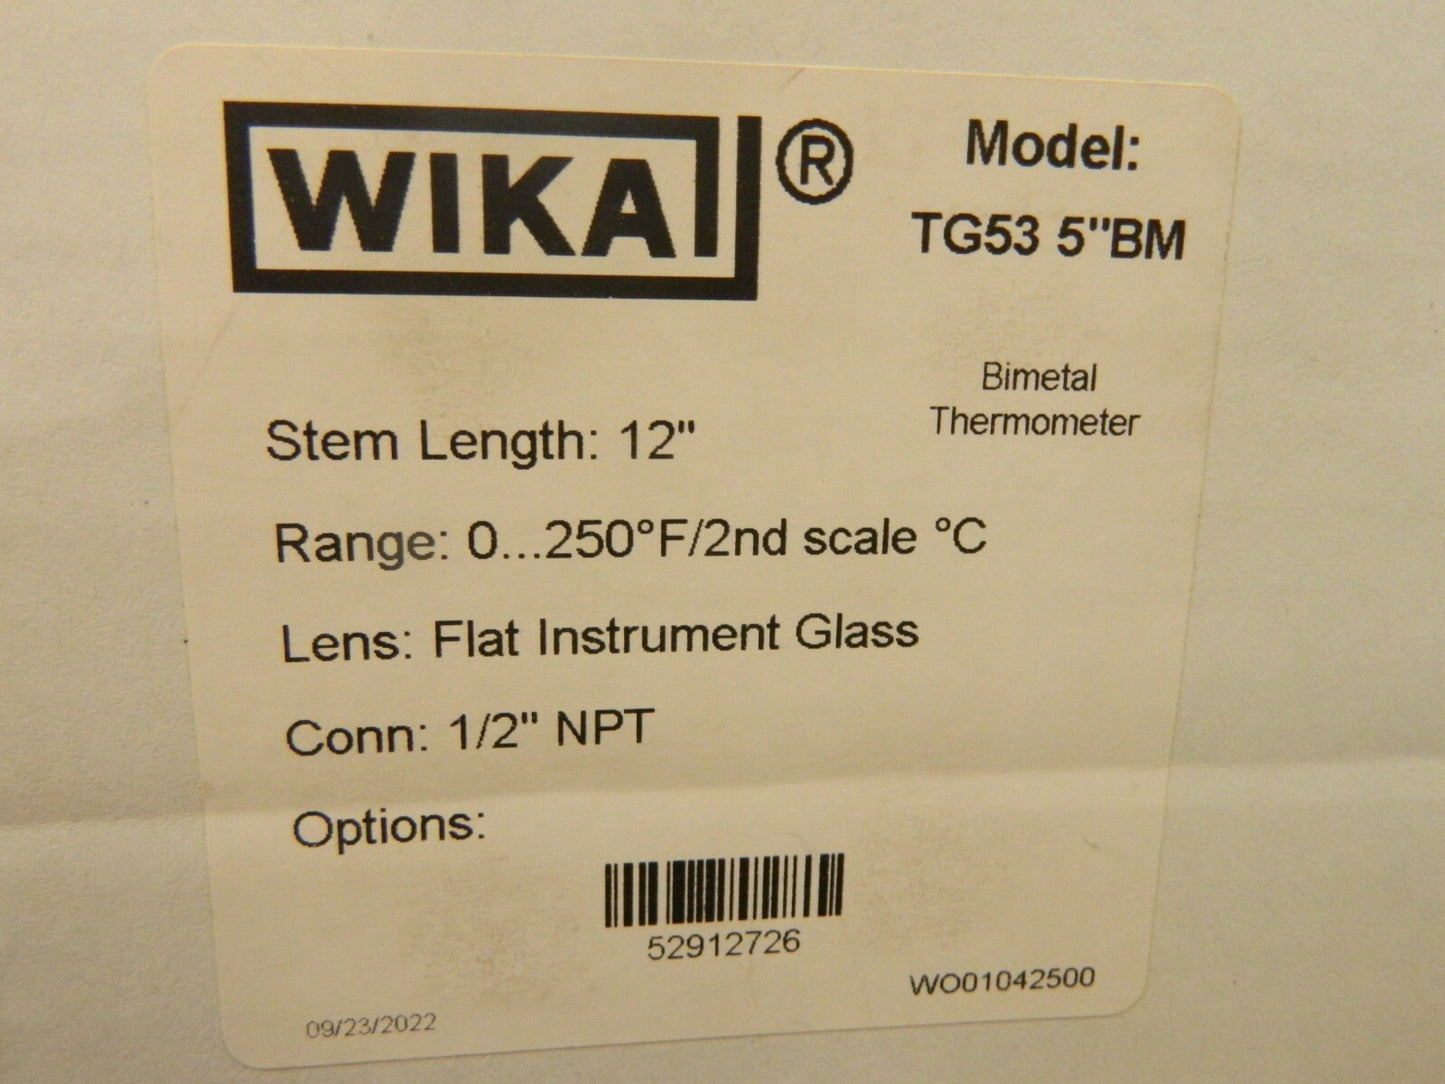 WIKA ®
Model:
TG53 5"BM
Bimetal
Thermometer
Stem Length: 12"
Range: 0...250°F/2nd scale °C
Lens: Flat Instrument Glass
Conn: 1/2" NPT
Options:
52912726
WO01042500
09/23/2022